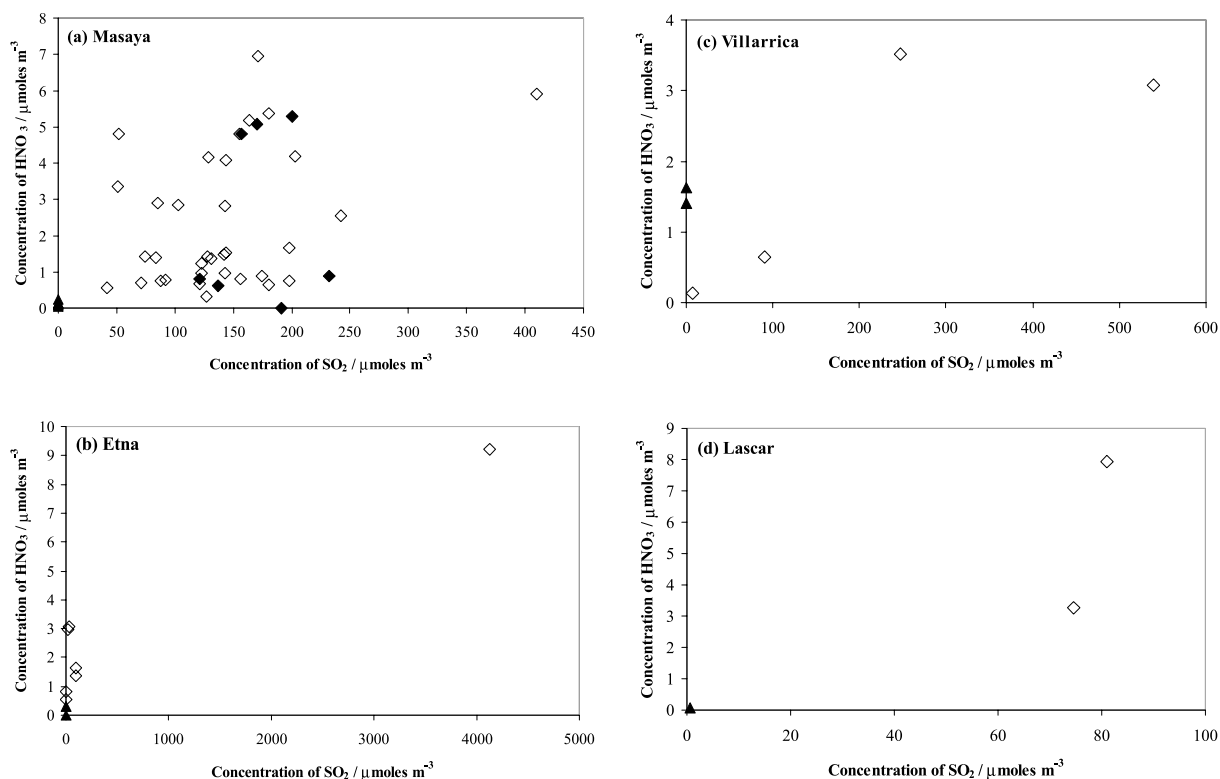 (a) Masaya
Concentration of HNO3 / μmoles m-3
8
7
6
5
4
3
2
1
0
0 50 100 150 200 250 300 350 400 450
Concentration of SO2 / μmoles m-3
(c) Villarrica
Concentration of HNO3 / μmoles m-3
4
3
2
1
0
0 100 200 300 400 500 600
Concentration of SO2 / μmoles m-3
(b) Etna
Concentration of HNO3 / μmoles m-3
10
9
8
7
6
5
4
3
2
1
0
0 1000 2000 3000 4000 5000
Concentration of SO2 / μmoles m-3
(d) Lascar
Concentration of HNO3 / μmoles m-3
9
8
7
6
5
4
3
2
1
0
0 20 40 60 80 100
Concentration of SO2 / μmoles m-3